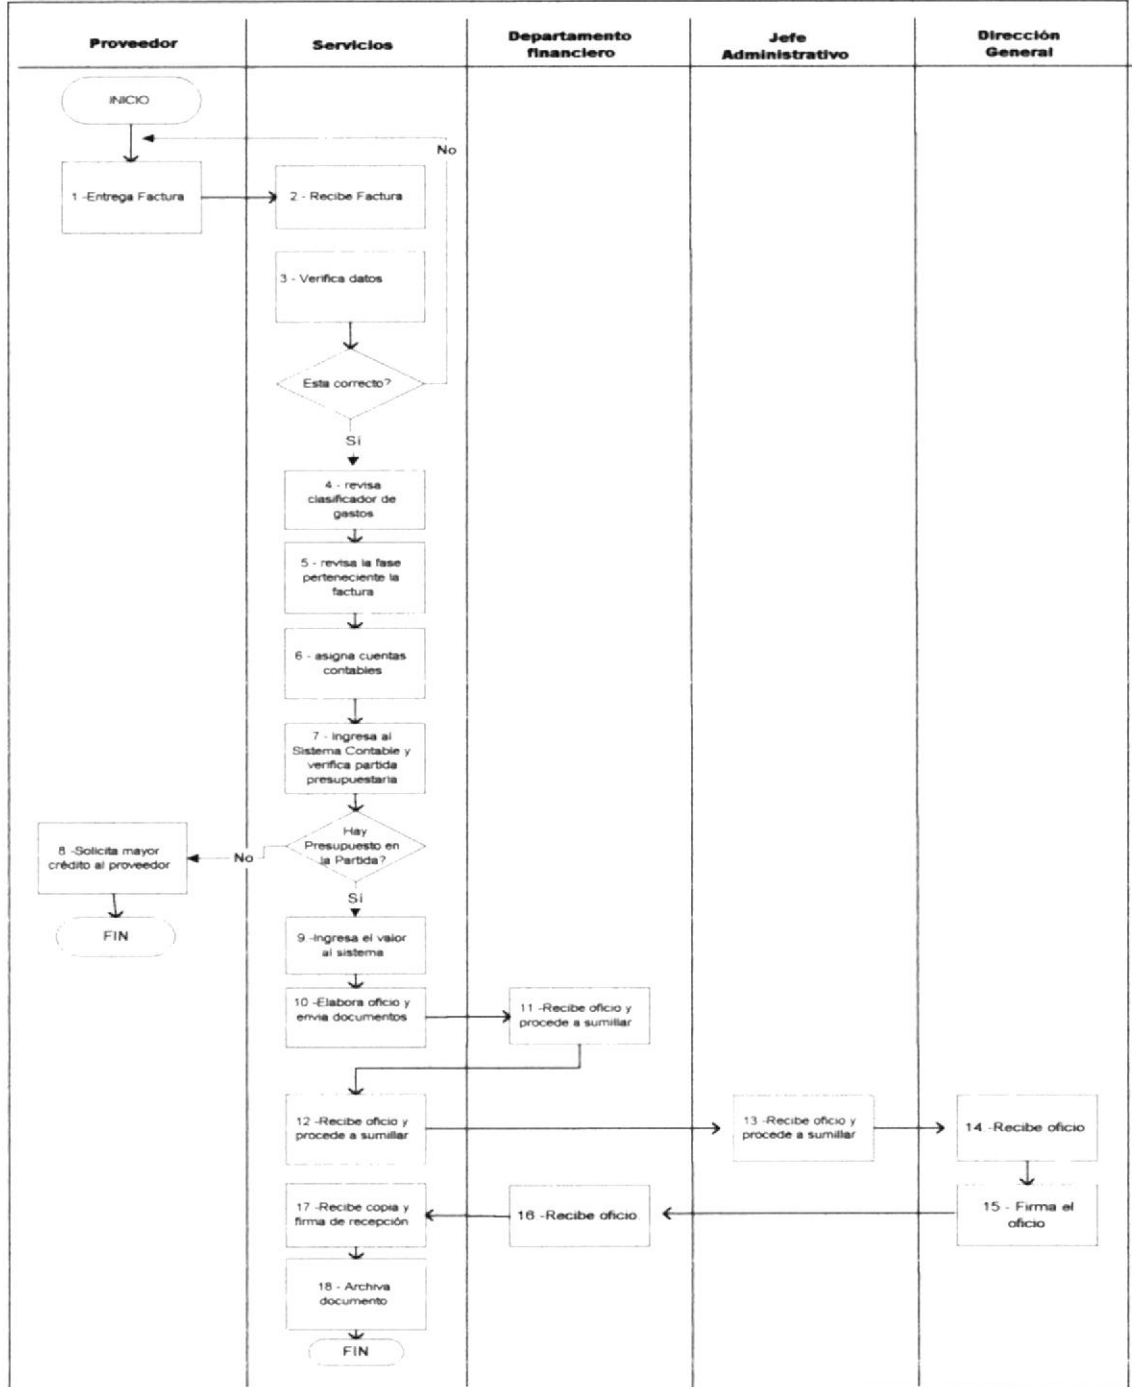 Proveedor
Servicios
Departamento
financiero
Jefe
Administrativo
Dirección
General
INICIO
No
1 -Entrega Factura
2 - Recibe Factura
3 - Verifica datos
Esta correcto?
Sí
4 - revisa
clasificador de
gastos
5 - revisa la fase
perteneciente la
factura
6 - asigna cuentas
contables
7 - Ingresa al
Sistema Contable y
verifica partida
presupuestaria
Hay
Presupuesto en
la Partida?
No
8 -Solicita mayor
crédito al proveedor
FIN
Sí
9 -Ingresa el valor
al sistema
10 -Elabora oficio y
envia documentos
11 -Recibe oficio y
procede a sumillar
12 -Recibe oficio y
procede a sumillar
13 -Recibe oficio y
procede a sumillar
14 -Recibe oficio
15 - Firma el
oficio
16 -Recibe oficio
17 -Recibe copia y
firma de recepción
18 - Archiva
documento
FIN